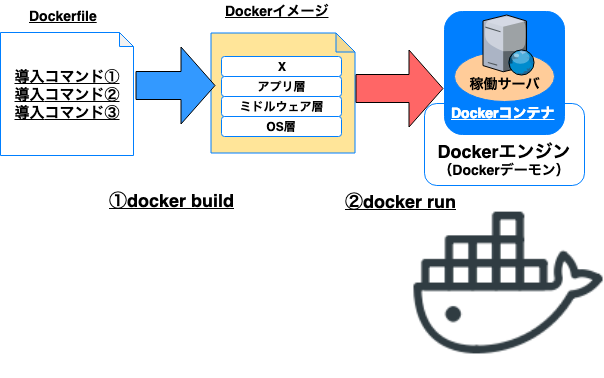 Dockerfile
導入コマンド①
導入コマンド②
導入コマンド③
Dockerイメージ
X
アプリ層
ミドルウェア層
OS層
稼働サーバ
Dockerコンテナ
Dockerエンジン
（Dockerデーモン）
①docker build
②docker run